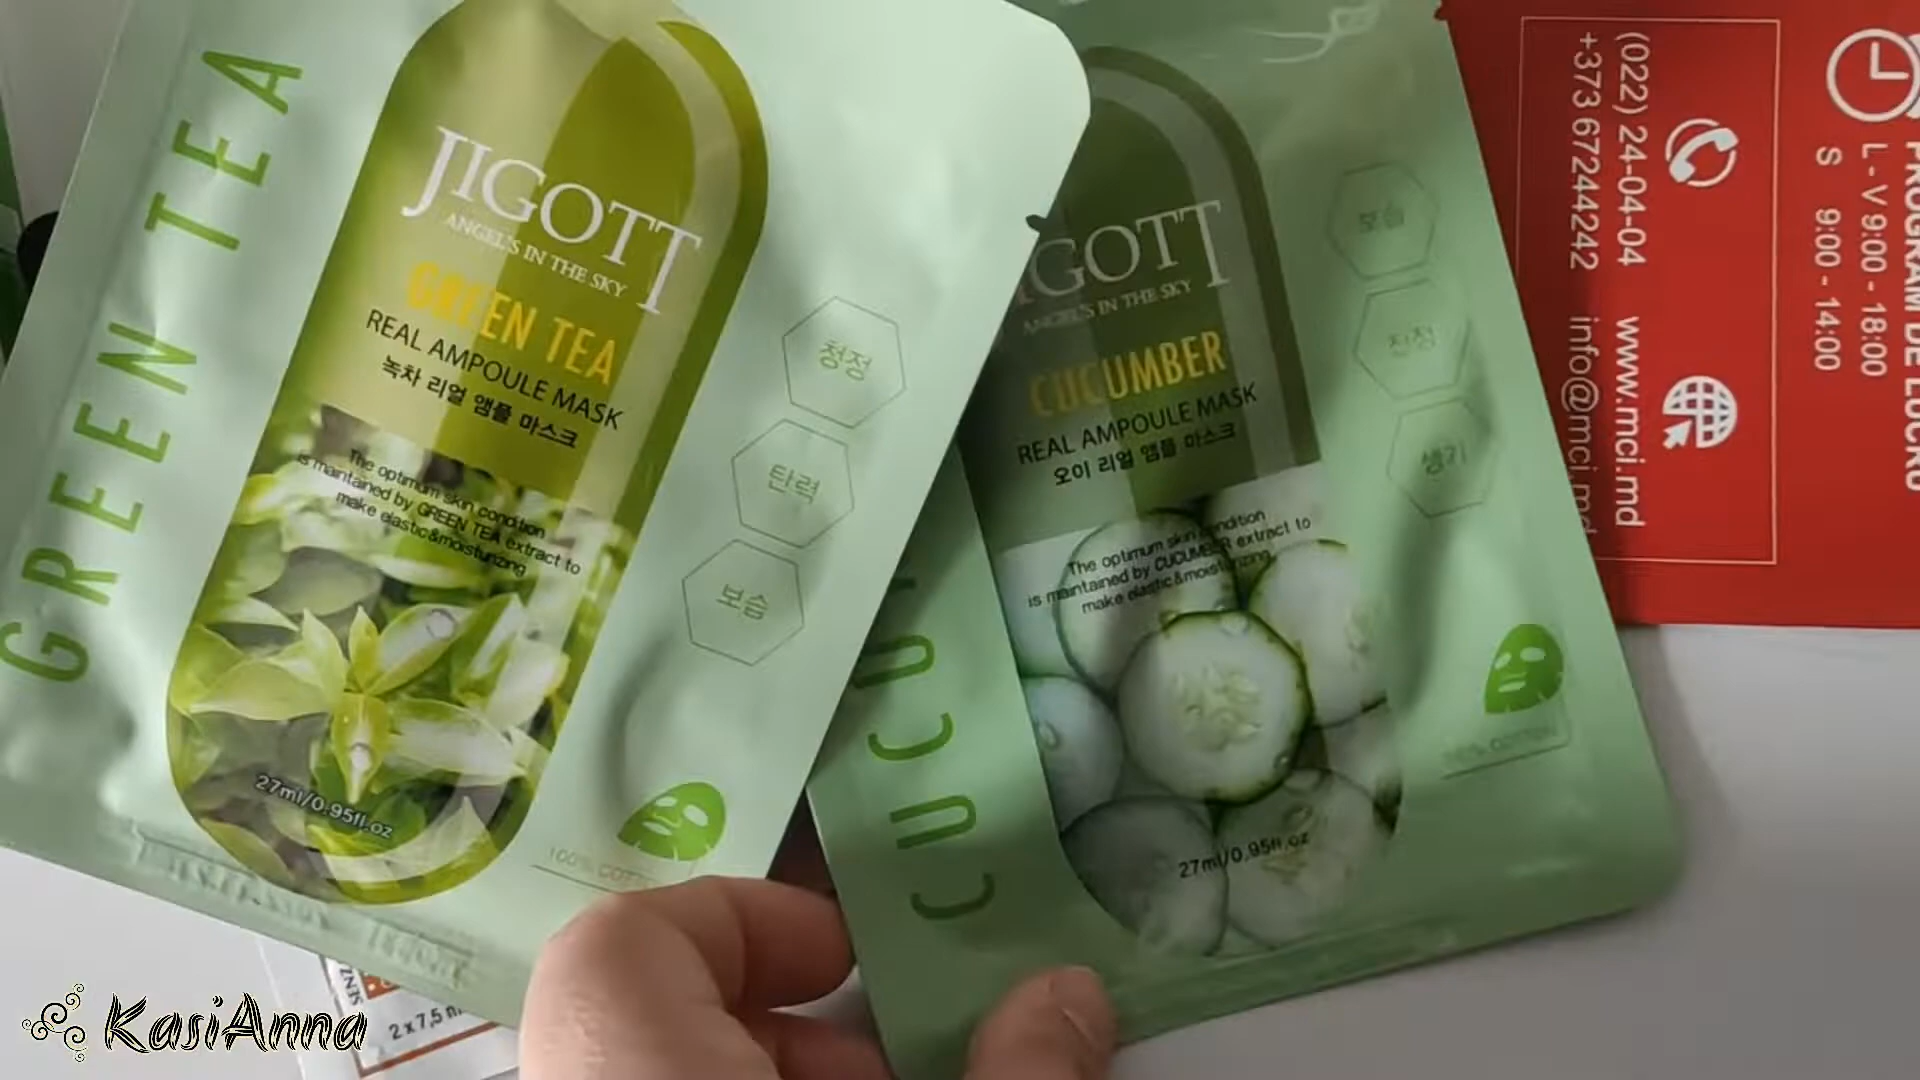 GREEN TEA
JIGOTT
ANGEL'S IN THE SKY
GREEN TEA
REAL AMPOULE MASK
녹차 리얼 앰플 마스크
The optimum skin condition
is maintained by GREEN TEA extract to
make elastic&moisturizing
27ml/0.95fl.oz
청정
탄력
보습
100%
JIGOTT
ANGEL'S IN THE SKY
CUCUMBER
REAL AMPOULE MASK
오이 리얼 앰플 마스크
The optimum skin condition
is maintained by CUCUMBER extract to
make elastic&moisturizing
27ml/0.95fl.oz
보습
진정
생기
100% COTTON
PROGRAM DE LUCRU
L - V 9:00 - 18:00
S 9:00 - 14:00
(022) 24-04-04
+373 67244242
www.mci.md
info@mci.md
2 x 7,5
KasiAnna